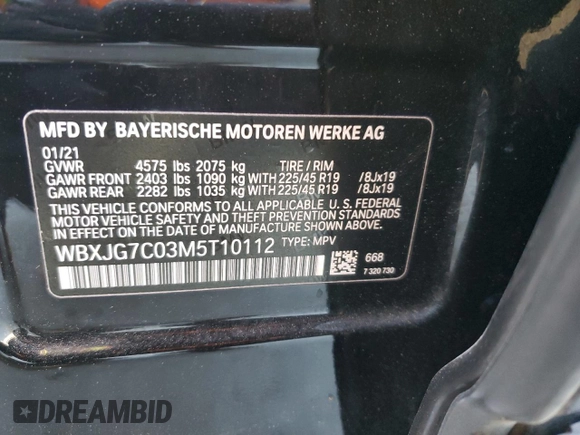 MFD BY BAYERISCHE MOTOREN WERKE AG
01/21
GVWR 4575 lbs 2075 kg TIRE / RIM
GAWR FRONT 2403 lbs 1090 kg WITH 225/45 R19 /8Jx19
GAWR REAR 2282 lbs 1035 kg WITH 225/45 R19 /8Jx19
THIS VEHICLE CONFORMS TO ALL APPLICABLE U. S. FEDERAL
MOTOR VEHICLE SAFETY, BUMPER, AND THEFT PREVENTION
STANDARDS IN EFFECT ON THE DATE OF MANUFACTURE SHOWN ABOVE.
WBXJG7C03M5T10112 TYPE: MPV
668
7 320 730
DREAMBID